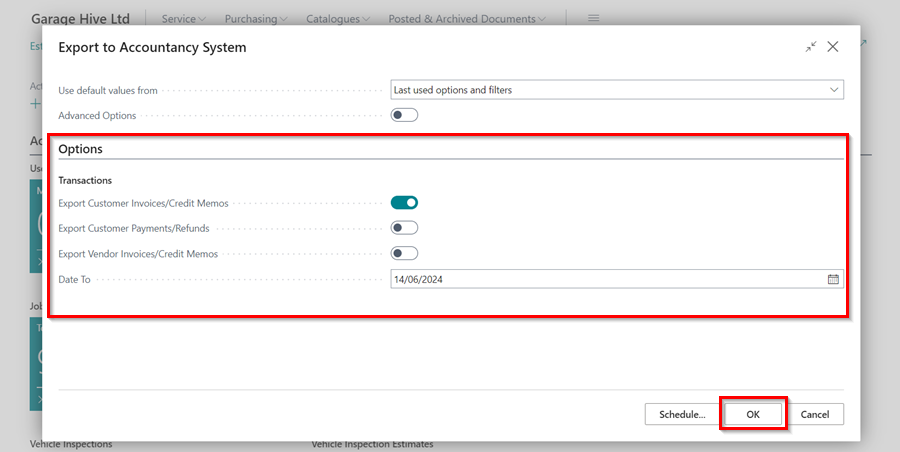 Garage Hive Ltd Service Purchasing Catalogues Posted & Archived Documents
Export to Accountancy System
Use default values from Last used options and filters
Advanced Options
Options
Transactions
Export Customer Invoices/Credit Memos
Export Customer Payments/Refunds
Export Vendor Invoices/Credit Memos
Date To 14/06/2024
Job
Schedule... OK Cancel
Vehicle Inspections Vehicle Inspection Estimates